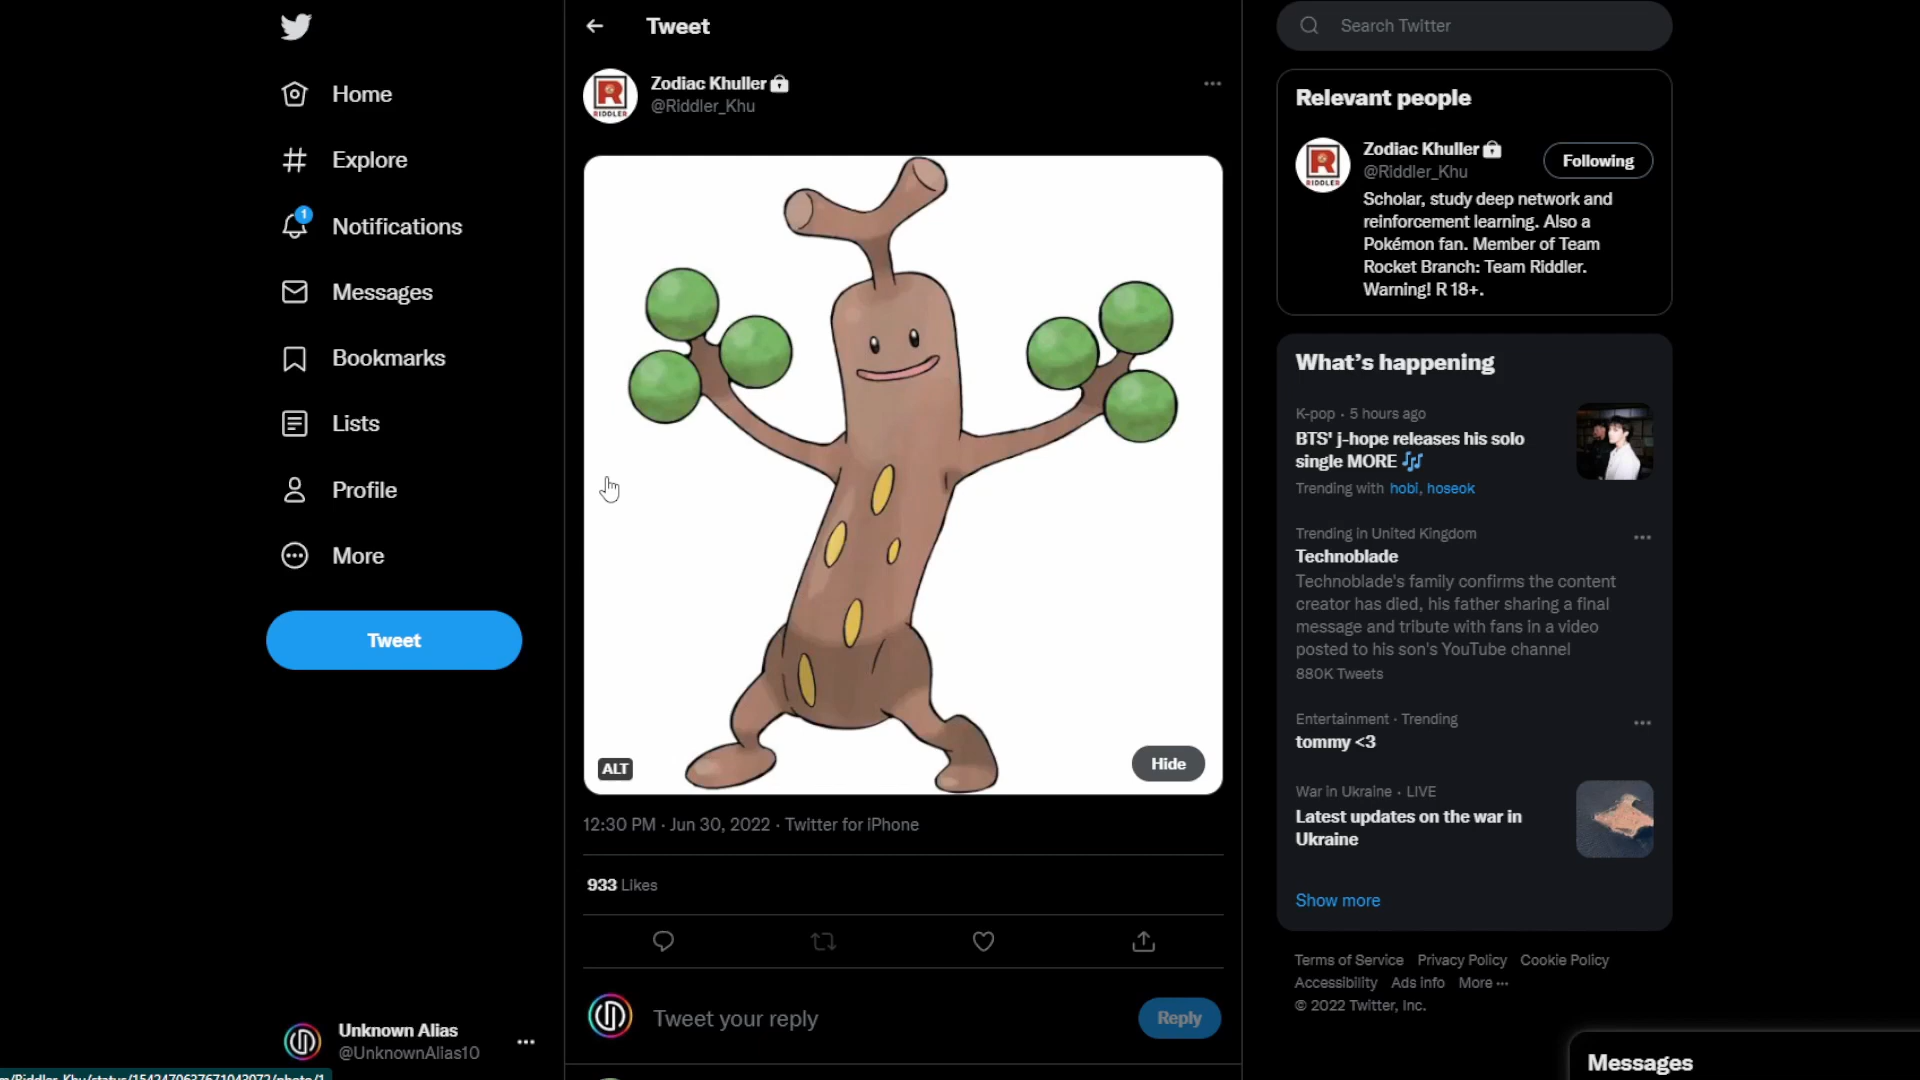 Home
Explore
1
Notifications
Messages
Bookmarks
Lists
Profile
More
Tweet
Unknown Alias
@UnknownAlias10
Tweet
R
RIDDLER
Zodiac Khuller
@Riddler_Khu
ALT
Hide
12:30 PM · Jun 30, 2022 · Twitter for iPhone
933 Likes
Tweet your reply
Reply
Search Twitter
Relevant people
R
RIDDLER
Zodiac Khuller
@Riddler_Khu
Following
Scholar, study deep network and
reinforcement learning. Also a
Pokémon fan. Member of Team
Rocket Branch: Team Riddler.
Warning! R 18+.
What's happening
K-pop · 5 hours ago
BTS' j-hope releases his solo
single MORE
Trending with hobi, hoseok
Trending in United Kingdom
Technoblade
Technoblade's family confirms the content
creator has died, his father sharing a final
message and tribute with fans in a video
posted to his son's YouTube channel
880K Tweets
Entertainment · Trending
tommy <3
War in Ukraine · LIVE
Latest updates on the war in
Ukraine
Show more
Terms of Service Privacy Policy Cookie Policy
Accessibility Ads info More ···
© 2022 Twitter, Inc.
Messages